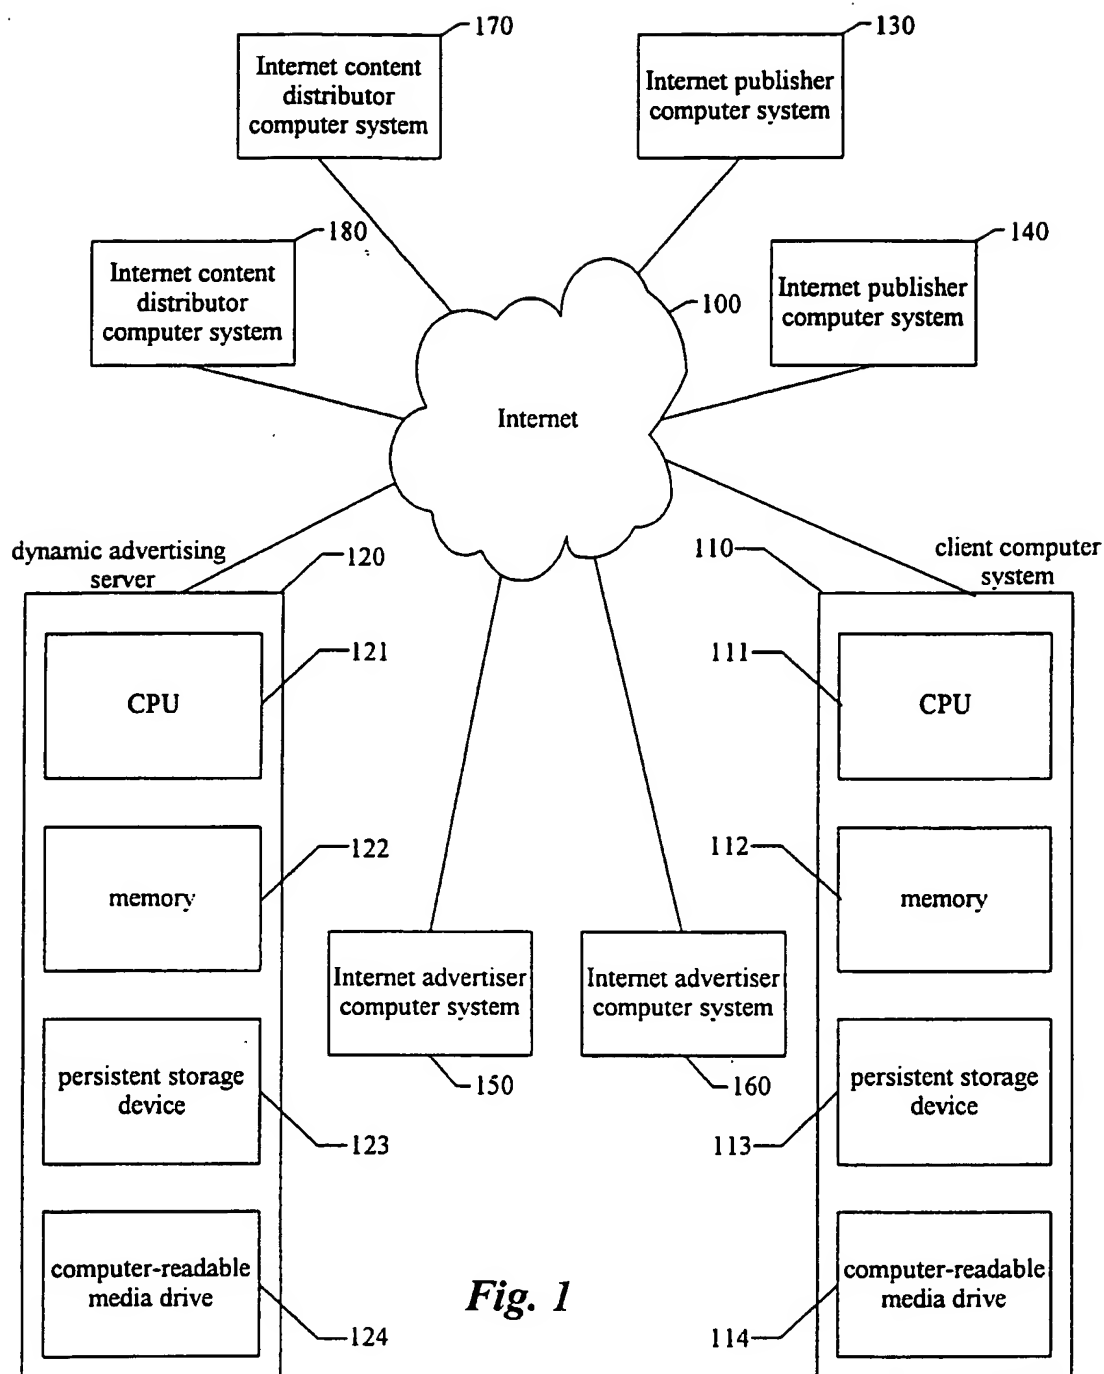 170
Internet content
distributor
computer system
130
Internet publisher
computer system
180
Internet content
distributor
computer system
140
Internet publisher
computer system
100
Internet
dynamic advertising
server
120
110
client computer
system
121
CPU
111
CPU
122
memory
112
memory
Internet advertiser
computer system
150
Internet advertiser
computer system
160
persistent storage
device
123
persistent storage
device
113
computer-readable
media drive
124
computer-readable
media drive
114
Fig. 1